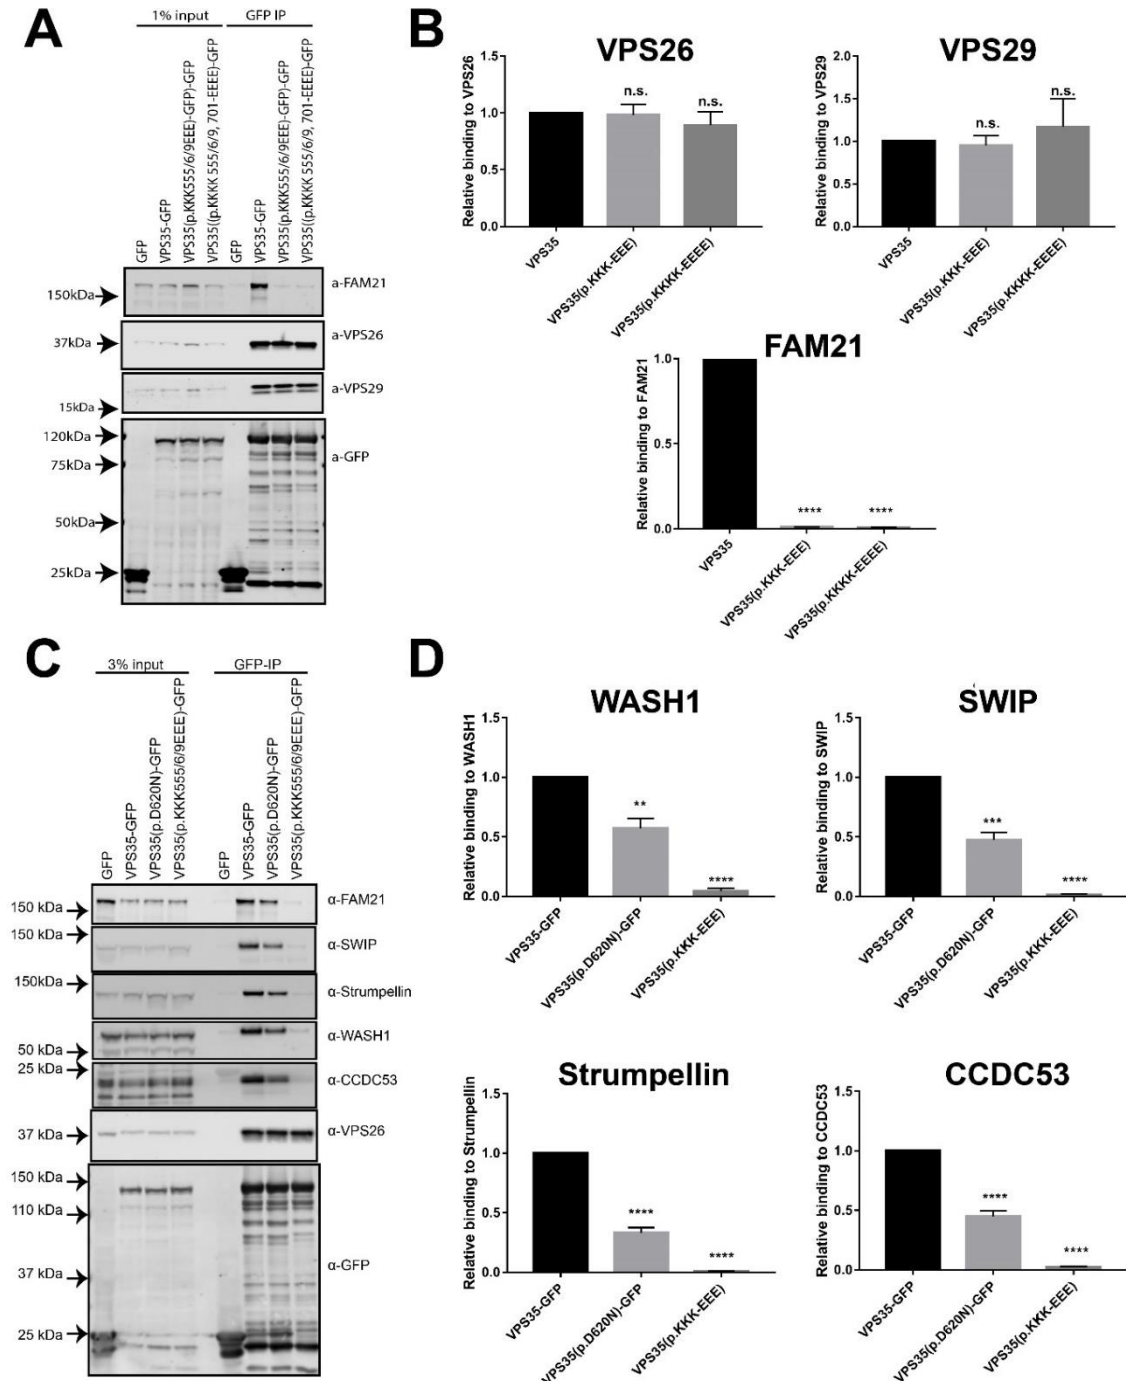 A
1% input
GFP IP
GFP
VPS35-GFP
VPS35(p.KKK555/6/9EEE)-GFP)-GFP
VPS35((p.KKKK 555/6/9, 701-EEEE)-GFP
GFP
VPS35-GFP
VPS35(p.KKK555/6/9EEE)-GFP)-GFP
VPS35((p.KKKK 555/6/9, 701-EEEE)-GFP
150kDa
a-FAM21
37kDa
a-VPS26
a-VPS29
15kDa
120kDa
a-GFP
75kDa
50kDa
25kDa
B
VPS26
Relative binding to VPS26
1.5
1.0
0.5
0.0
n.s.
n.s.
VPS35
VPS35(p.KKK-EEE)
VPS35(p.KKKK-EEEE)
VPS29
Relative binding to VPS29
2.0
1.5
1.0
0.5
0.0
n.s.
n.s.
VPS35
VPS35(p.KKK-EEE)
VPS35(p.KKKK-EEEE)
FAM21
Relative binding to FAM21
1.0
0.5
0.0
****
****
VPS35
VPS35(p.KKK-EEE)
VPS35(p.KKKK-EEEE)
C
3% input
GFP-IP
GFP
VPS35-GFP
VPS35(p.D620N)-GFP
VPS35(p.KKK555/6/9EEE)-GFP
GFP
VPS35-GFP
VPS35(p.D620N)-GFP
VPS35(p.KKK555/6/9EEE)-GFP
150 kDa
α-FAM21
150 kDa
α-SWIP
150kDa
α-Strumpellin
α-WASH1
50 kDa
25 kDa
α-CCDC53
α-VPS26
37 kDa
150 kDa
110 kDa
α-GFP
37 kDa
25 kDa
D
WASH1
Relative binding to WASH1
1.5
1.0
0.5
0.0
**
****
VPS35-GFP
VPS35(p.D620N)-GFP
VPS35(p.KKK-EEE)
SWIP
Relative binding to SWIP
1.5
1.0
0.5
0.0
***
****
VPS35-GFP
VPS35(p.D620N)-GFP
VPS35(p.KKK-EEE)
Strumpellin
Relative binding to Strumpellin
1.5
1.0
0.5
0.0
****
****
VPS35-GFP
VPS35(p.D620N)-GFP
VPS35(p.KKK-EEE)
CCDC53
Relative binding to CCDC53
1.5
1.0
0.5
0.0
****
****
VPS35-GFP
VPS35(p.D620N)-GFP
VPS35(p.KKK-EEE)